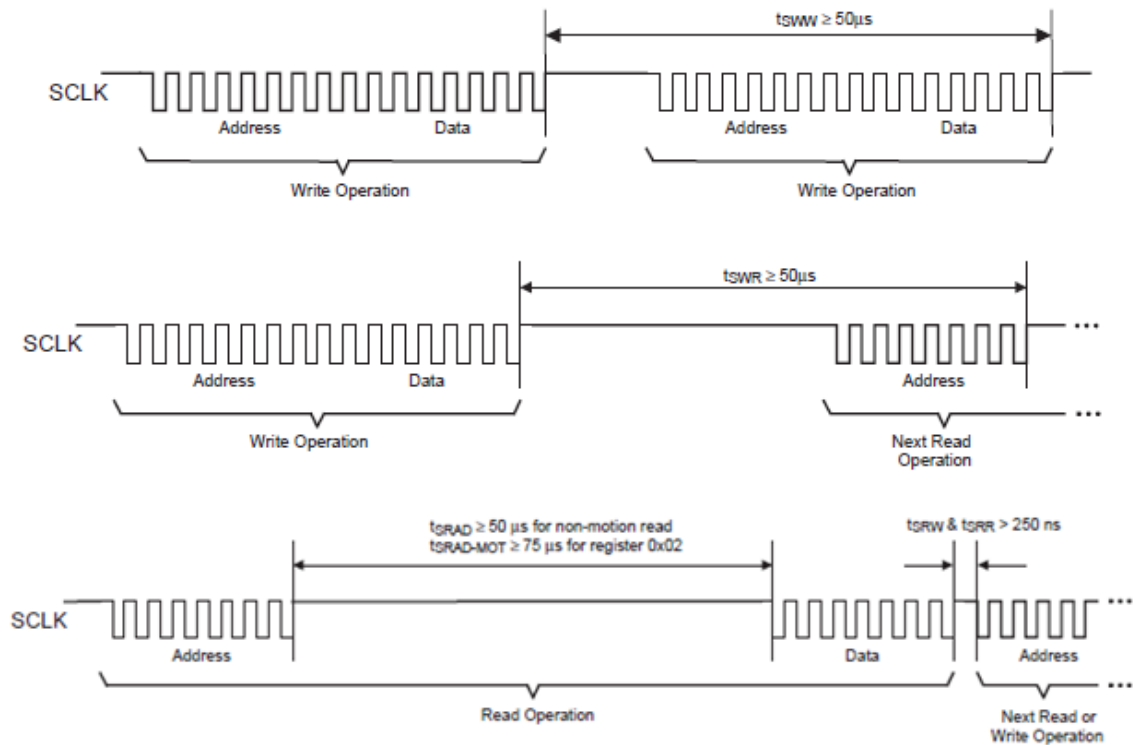 tSWW ≥ 50μs
SCLK
Address Data Address Data
Write Operation Write Operation
tSWR ≥ 50μs
SCLK
Address Data Address
Write Operation Next Read
Operation
tSRAD ≥ 50 μs for non-motion read
tSRAD-MOT ≥ 75 μs for register 0x02
tSRW & tSRR > 250 ns
SCLK
Address Data Address
Read Operation Next Read or
Write Operation